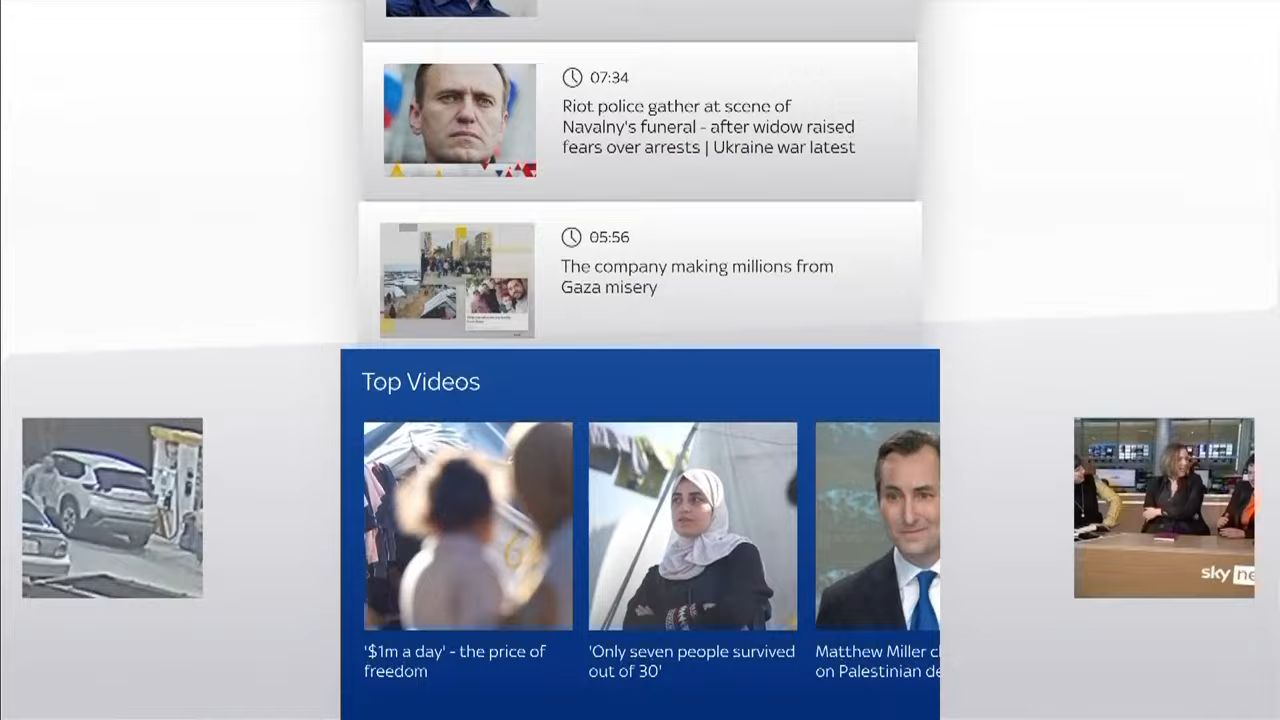 07:34
Riot police gather at scene of
Navalny's funeral - after widow raised
fears over arrests | Ukraine war latest
05:56
The company making millions from
Gaza misery
Top Videos
'$1m a day' - the price of
freedom
'Only seven people survived
out of 30'
Matthew Miller
on Palestinian
sky ne